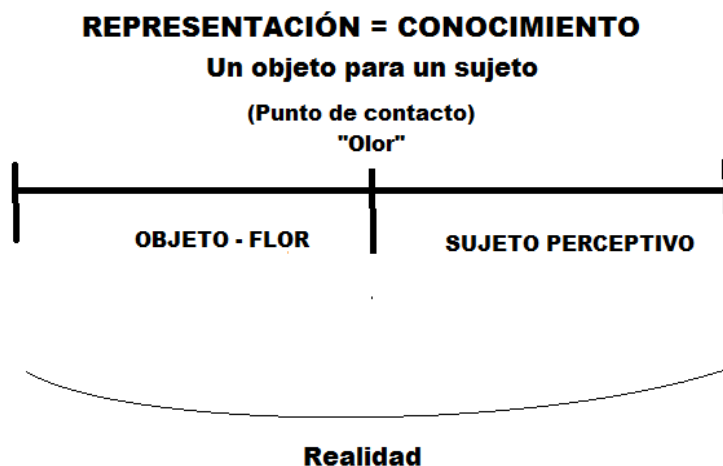 REPRESENTACIÓN = CONOCIMIENTO
Un objeto para un sujeto
(Punto de contacto)
"Olor"
OBJETO - FLOR
SUJETO PERCEPTIVO
Realidad